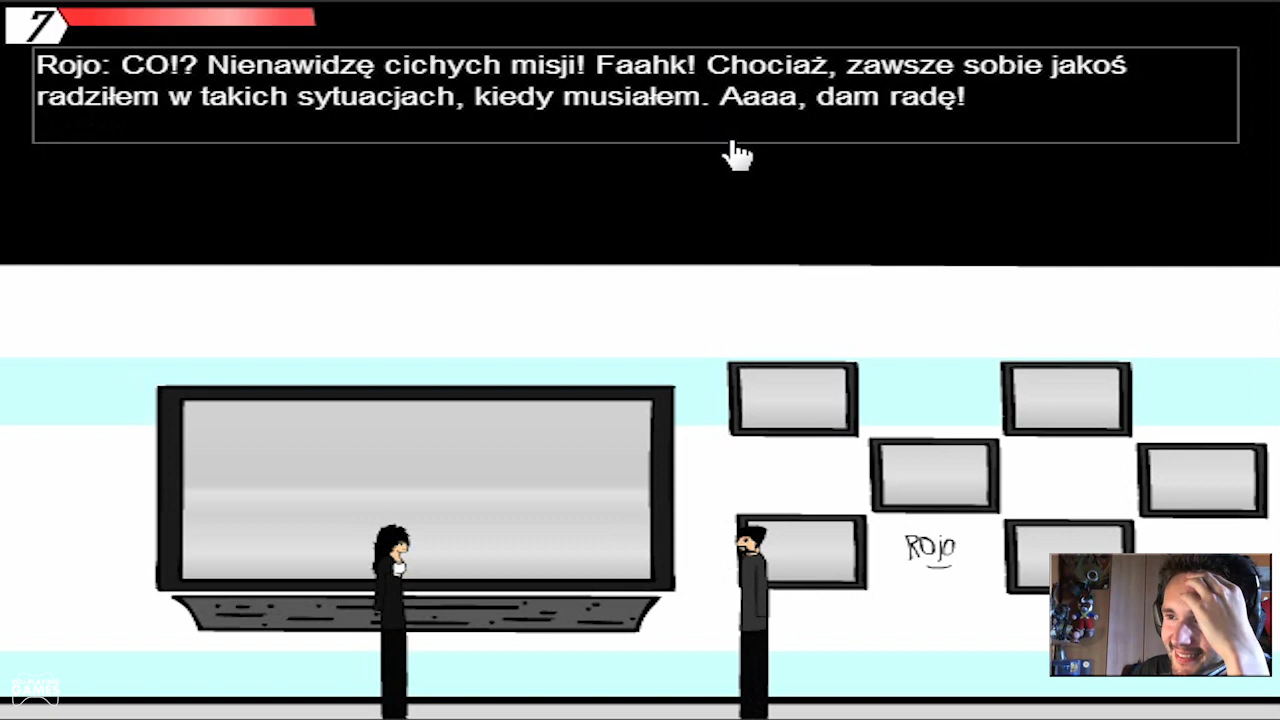 7
Rojo: CO!? Nienawidzę cichych misji! Faahk! Chociaż, zawsze sobie jakoś
radziłem w takich sytuacjach, kiedy musiałem. Aaaa, dam radę!
ROJO